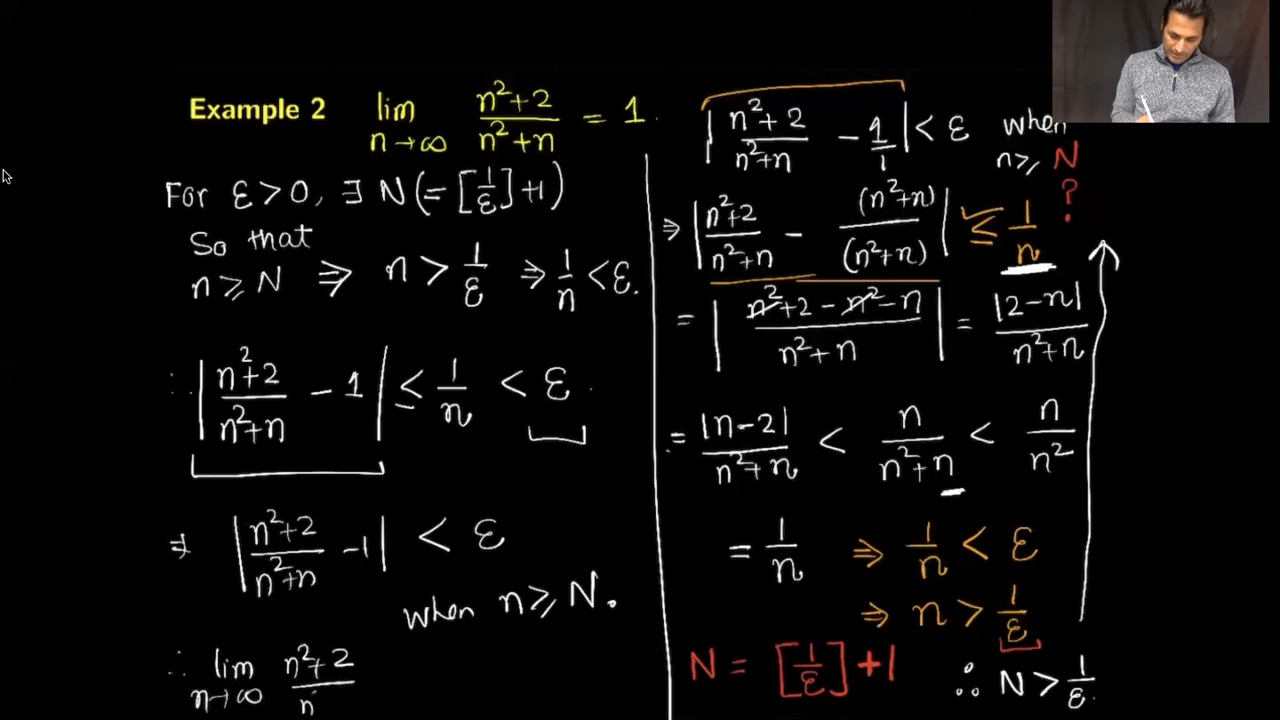 Example 2 lim n→∞ (n²+2)/(n²+n) = 1.
For ε > 0, ∃ N (= [1/ε] + 1)
So that
n ≥ N ⇒ n > 1/ε ⇒ 1/n < ε.
∴ |(n²+2)/(n²+n) − 1| ≤ 1/n < ε.
⇒ |(n²+2)/(n²+n) − 1| < ε
when n ≥ N.
∴ lim n→∞ (n²+2)/n
|(n²+2)/(n²+n) − 1/1| < ε when
n ≥ N
?
⇒ |(n²+2)/(n²+n) − (n²+n)/(n²+n)| ≤ 1/n
= |(n²+2−n²−n)/(n²+n)| = |2−n|/(n²+n)
= |n−2|/(n²+n) < n/(n²+n) < n/n²
= 1/n ⇒ 1/n < ε
⇒ n > 1/ε
N = [1/ε] + 1 ∴ N > 1/ε.